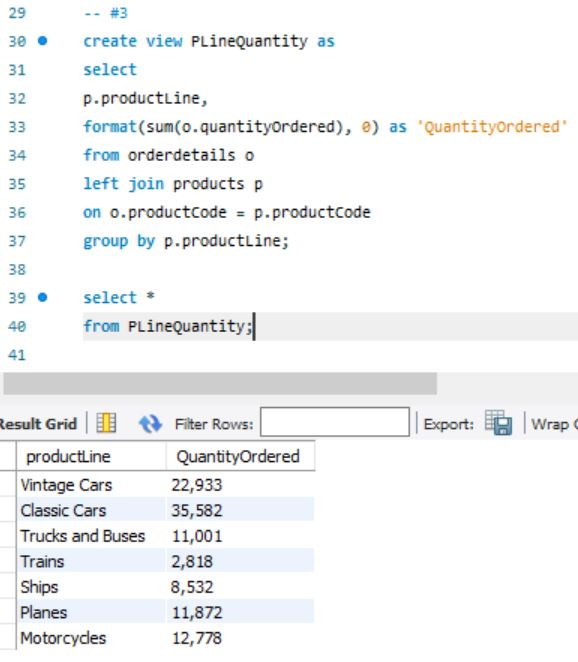 29 -- #3
30 create view PLineQuantity as
31 select
32 p.productLine,
33 format(sum(o.quantityOrdered), 0) as 'QuantityOrdered'
34 from orderdetails o
35 left join products p
36 on o.productCode = p.productCode
37 group by p.productLine;
38
39 select *
40 from PLineQuantity;
41
Result Grid Filter Rows: Export: Wrap C
productLine QuantityOrdered
Vintage Cars 22,933
Classic Cars 35,582
Trucks and Buses 11,001
Trains 2,818
Ships 8,532
Planes 11,872
Motorcycles 12,778